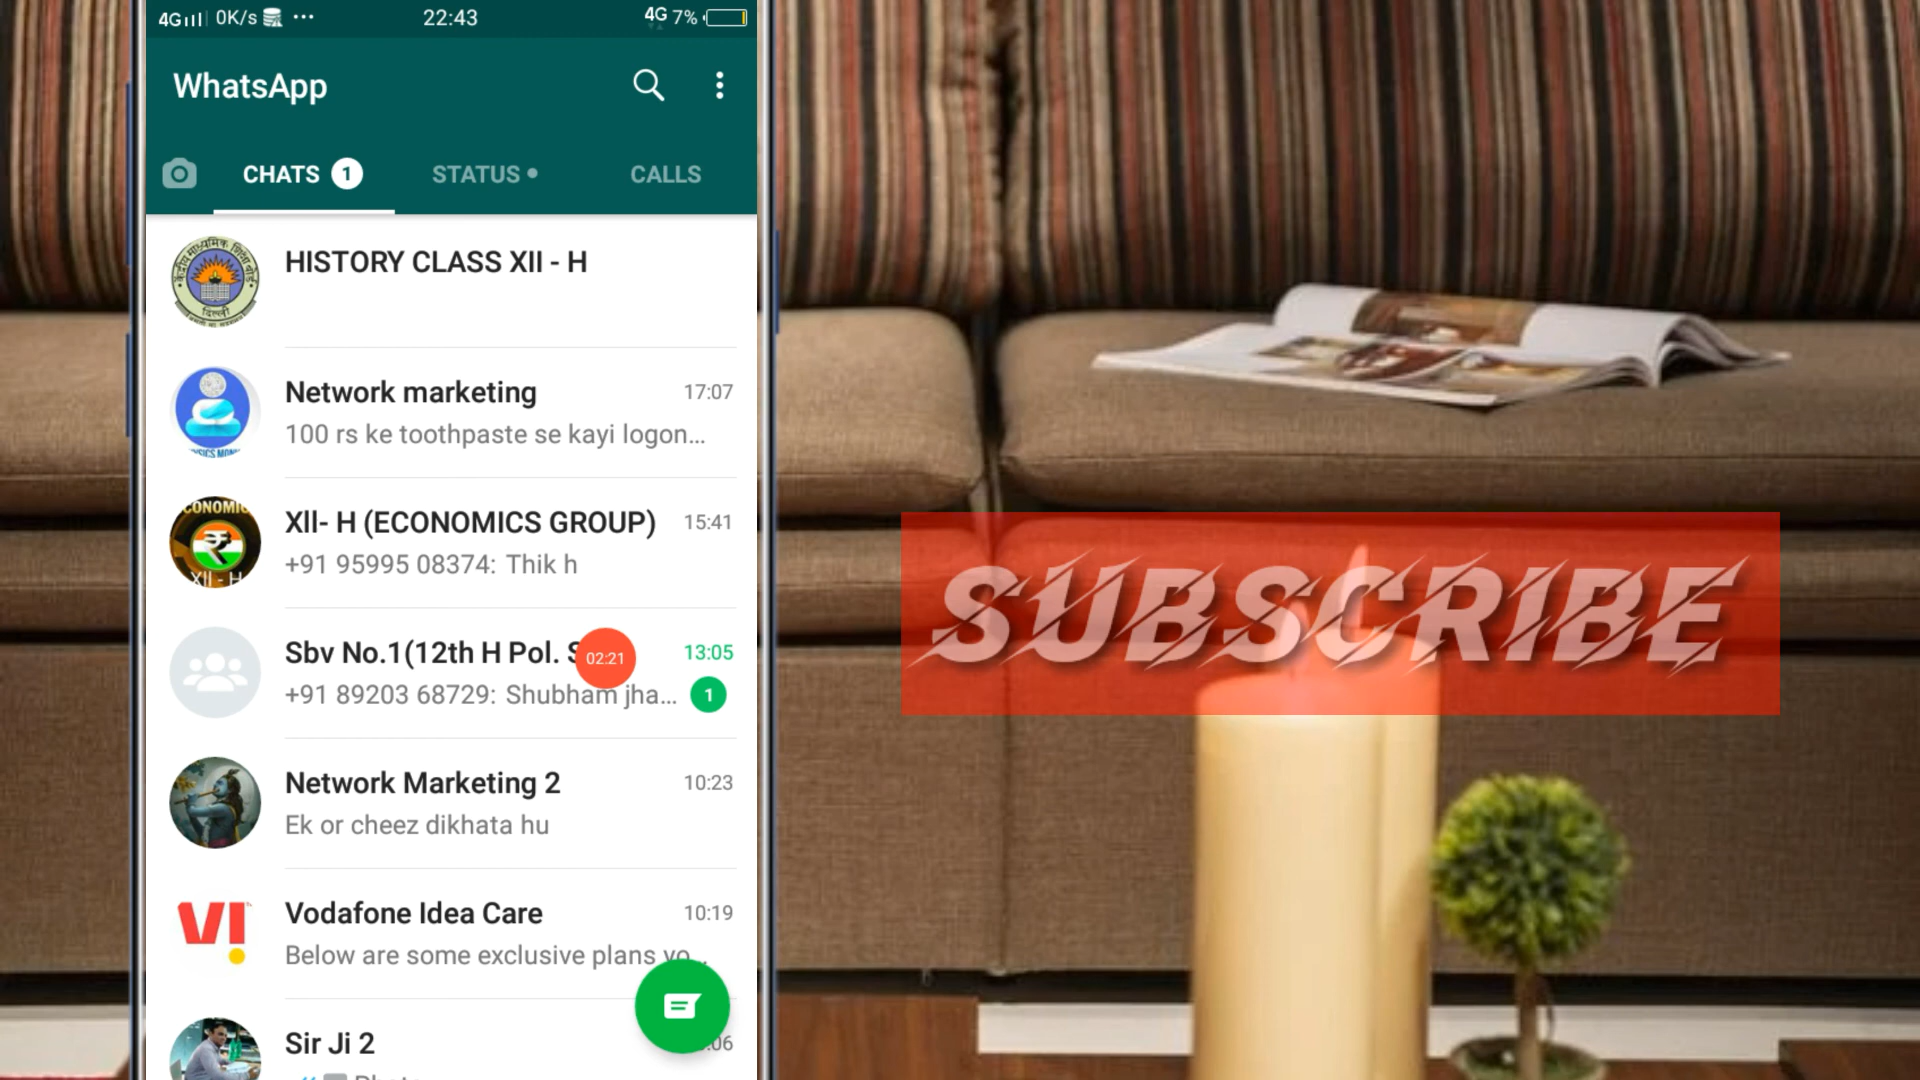 4G 0K/s ... 22:43 4G 7%
WhatsApp
CHATS 1 STATUS CALLS
HISTORY CLASS XII - H
दिल्ली
Network marketing 17:07
100 rs ke toothpaste se kayi logon...
XII - H
Xll- H (ECONOMICS GROUP) 15:41
+91 95995 08374: Thik h
Sbv No.1(12th H Pol. 02:21 13:05
+91 89203 68729: Shubham jha... 1
Network Marketing 2 10:23
Ek or cheez dikhata hu
VI
Vodafone Idea Care 10:19
Below are some exclusive plans
Sir Ji 2
SUBSCRIBE